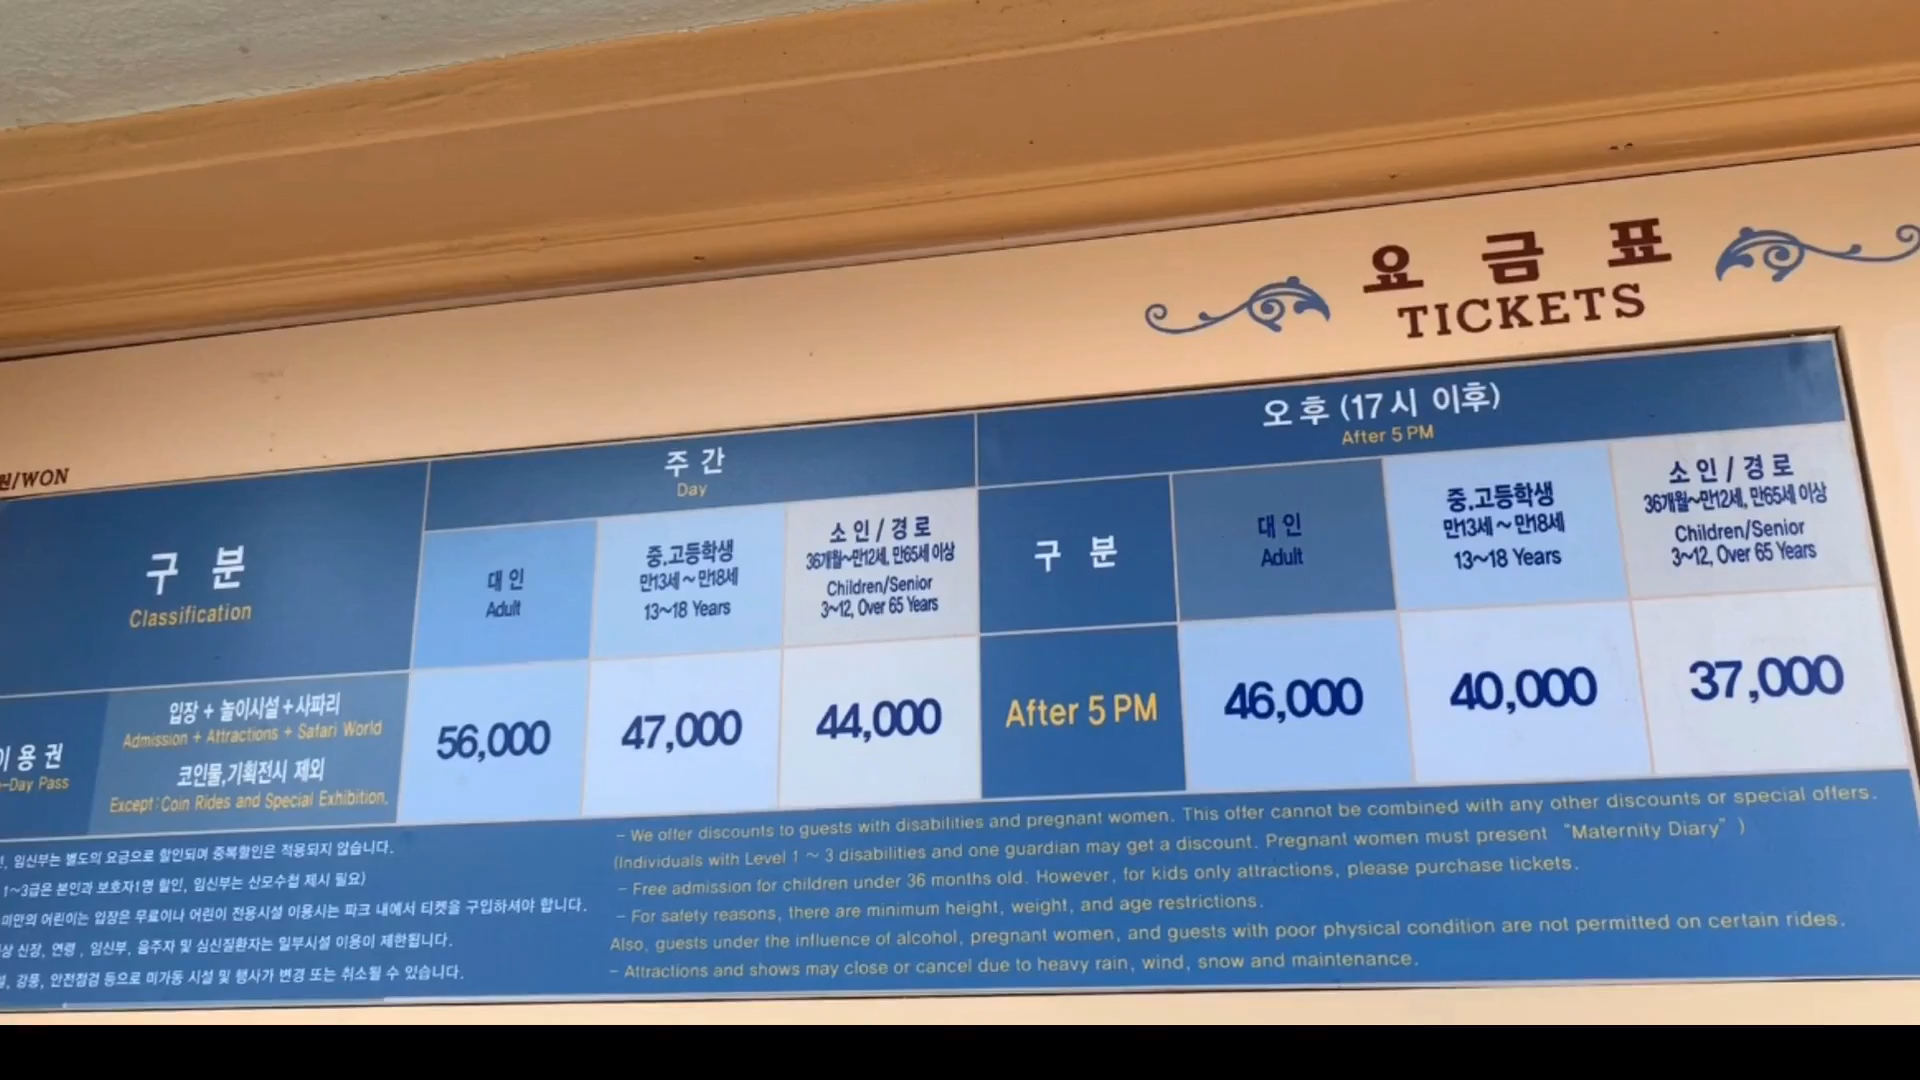 요금표
TICKETS
원/WON
구 분
Classification
주 간
Day
대 인
Adult
중.고등학생
만13세~만18세
13~18 Years
소 인 / 경 로
36개월~만12세, 만65세 이상
Children/Senior
3~12, Over 65 Years
오후 (17시 이후)
After 5 PM
구 분
대 인
Adult
중.고등학생
만13세~만18세
13~18 Years
소 인 / 경 로
36개월~만12세, 만65세 이상
Children/Senior
3~12, Over 65 Years
이용권
-Day Pass
입장 + 놀이시설 + 사파리
Admission + Attractions + Safari World
코인물,기획전시 제외
Except:Coin Rides and Special Exhibition.
56,000
47,000
44,000
After 5 PM
46,000
40,000
37,000
, 임신부는 별도의 요금으로 할인되며 중복할인은 적용되지 않습니다.
1~3급은 본인과 보호자1명 할인, 임신부는 산모수첩 제시 필요)
미만의 어린이는 입장은 무료이나 어린이 전용시설 이용시는 파크 내에서 티켓을 구입하셔야 합니다.
상 신장, 연령 , 임신부, 음주자 및 심신질환자는 일부시설 이용이 제한됩니다.
, 강풍, 안전점검 등으로 미가동 시설 및 행사가 변경 또는 취소될 수 있습니다.
- We offer discounts to guests with disabilities and pregnant women. This offer cannot be combined with any other discounts or special offers.
(Individuals with Level 1 ~ 3 disabilities and one guardian may get a discount. Pregnant women must present “Maternity Diary” )
- Free admission for children under 36 months old. However, for kids only attractions, please purchase tickets.
- For safety reasons, there are minimum height, weight, and age restrictions.
Also, guests under the influence of alcohol, pregnant women, and guests with poor physical condition are not permitted on certain rides.
- Attractions and shows may close or cancel due to heavy rain, wind, snow and maintenance.